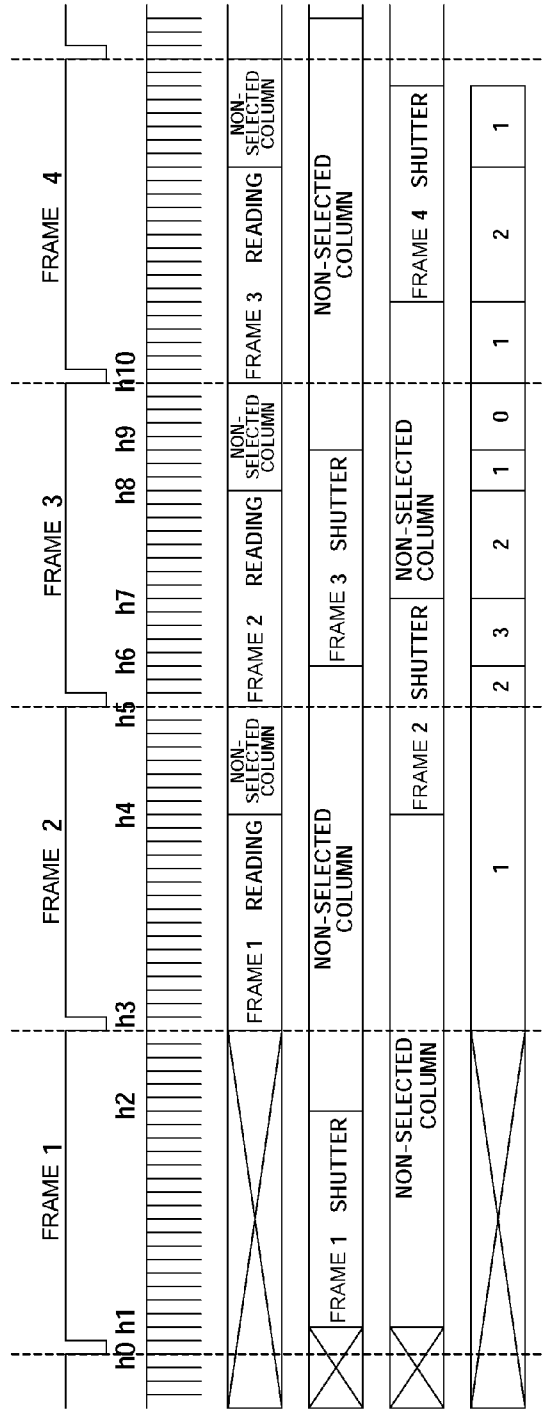 FRAME 1
FRAME 2
FRAME 3
FRAME 4
h0 h1
h2
h3
h4
h5
h6
h7
h8
h9
h10
FRAME1 READING
NON-
SELECTED
COLUMN
FRAME 2 READING
NON-
SELECTED
COLUMN
FRAME 3 READING
NON-
SELECTED
COLUMN
FRAME 1 SHUTTER
NON-SELECTED
COLUMN
FRAME 3 SHUTTER
NON-SELECTED
COLUMN
NON-SELECTED
COLUMN
FRAME 2 SHUTTER
NON-SELECTED
COLUMN
FRAME 4 SHUTTER
1
2
3
2
1
0
1
2
1